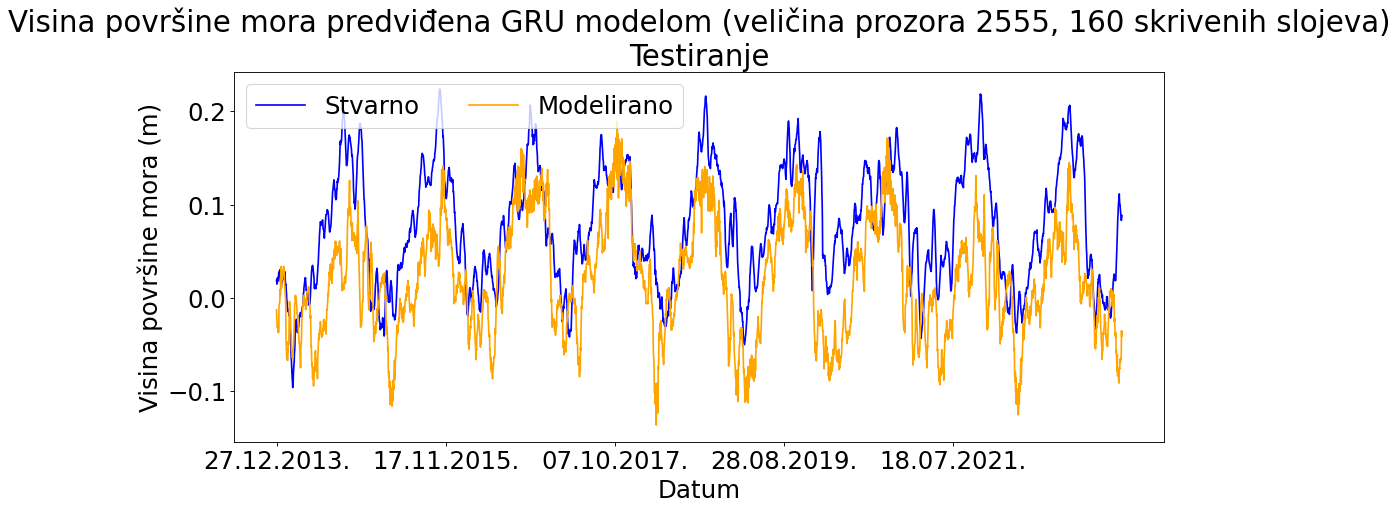 Visina površine mora predviđena GRU modelom (veličina prozora 2555, 160 skrivenih slojeva)
Testiranje
Stvarno Modelirano
Visina površine mora (m)
0.2
0.1
0.0
−0.1
27.12.2013. 17.11.2015. 07.10.2017. 28.08.2019. 18.07.2021.
Datum